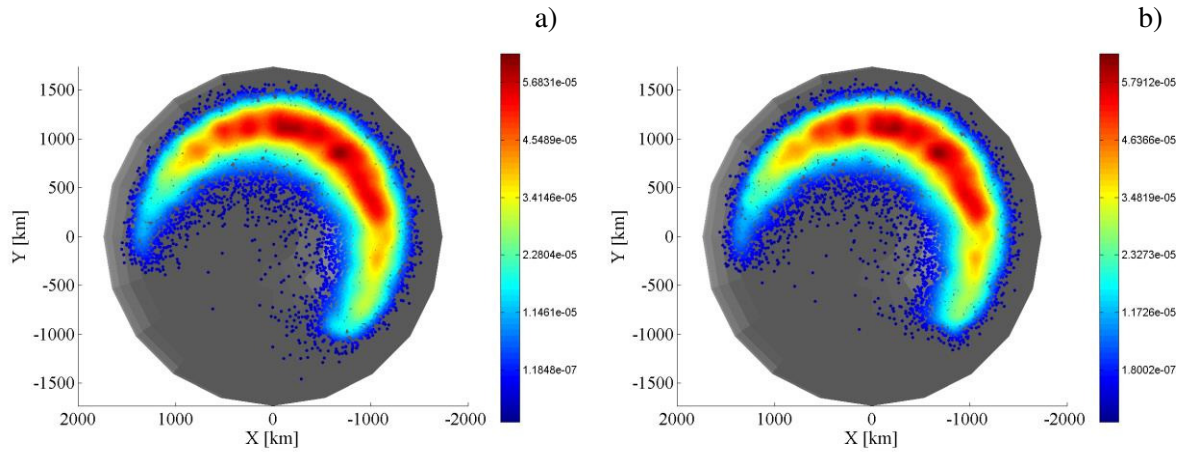 a)
1500
1000
500
0
-500
-1000
-1500
Y [km]
2000
1000
0
-1000
-2000
X [km]
5.6831e-05
4.5489e-05
3.4146e-05
2.2804e-05
1.1461e-05
1.1848e-07
b)
1500
1000
500
0
-500
-1000
-1500
Y [km]
2000
1000
0
-1000
-2000
X [km]
5.7912e-05
4.6366e-05
3.4819e-05
2.3273e-05
1.1726e-05
1.8002e-07